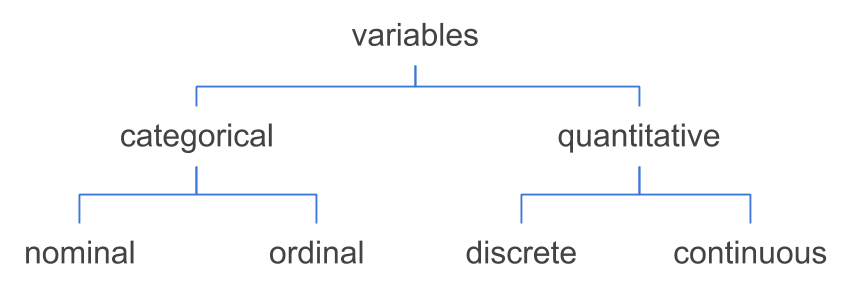 variables
categorical quantitative
nominal ordinal discrete continuous